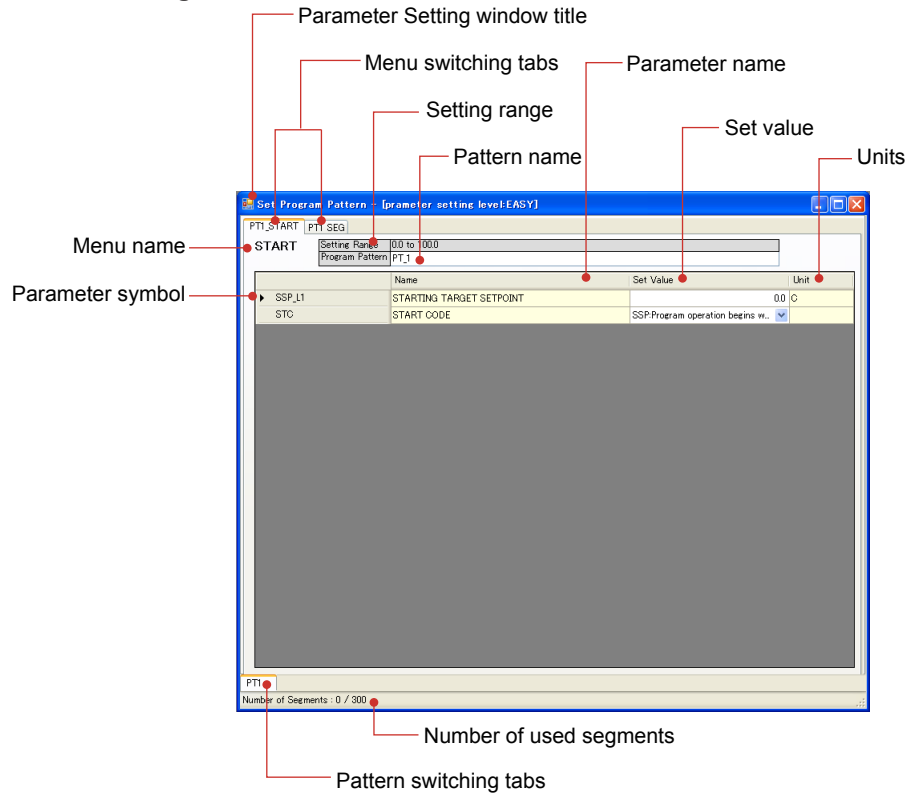 Parameter Setting window title
Menu switching tabs
Parameter name
Setting range
Set value
Pattern name
Units
Set Program Pattern - [prameter setting level:EASY]
PT1_START PT1 SEG
Menu name
START
Setting Range 0.0 to 100.0
Program Pattern PT_1
Name Set Value Unit
Parameter symbol
SSP_L1 STARTING TARGET SETPOINT 0.0 C
STC START CODE SSP:Program operation begins w...
PT1
Number of Segments : 0 / 300
Number of used segments
Pattern switching tabs